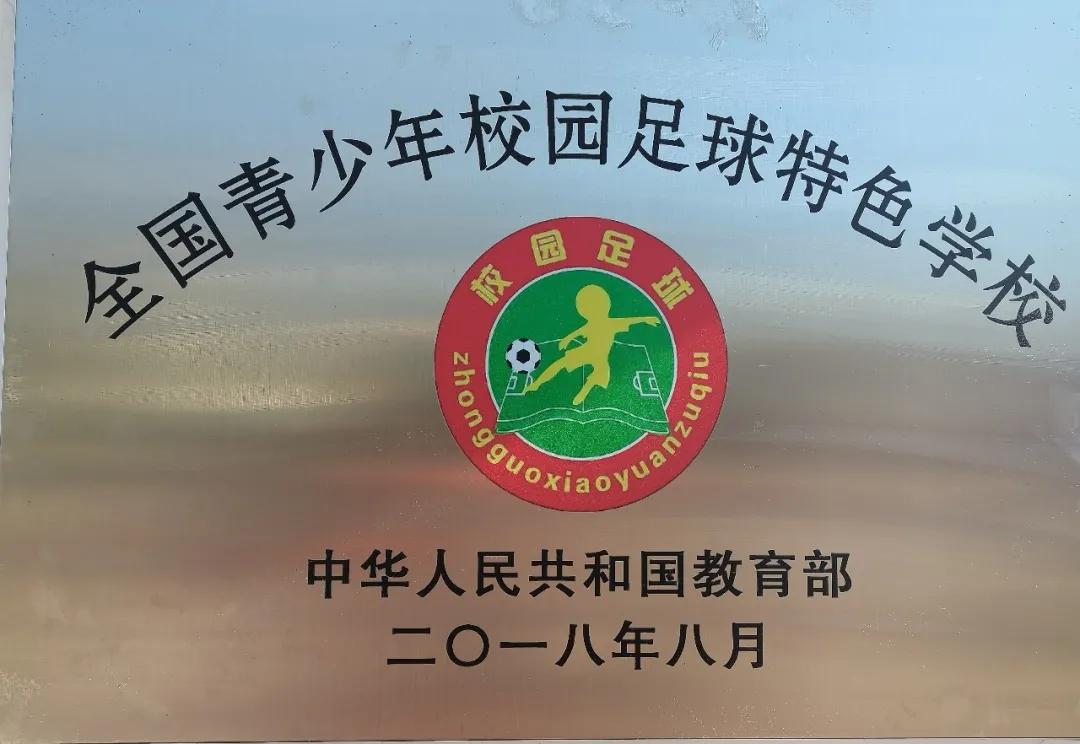 全国青少年校园足球特色学校
校园足球
zhongguoxiaoyuanzuqiu
中华人民共和国教育部
二〇一八年八月